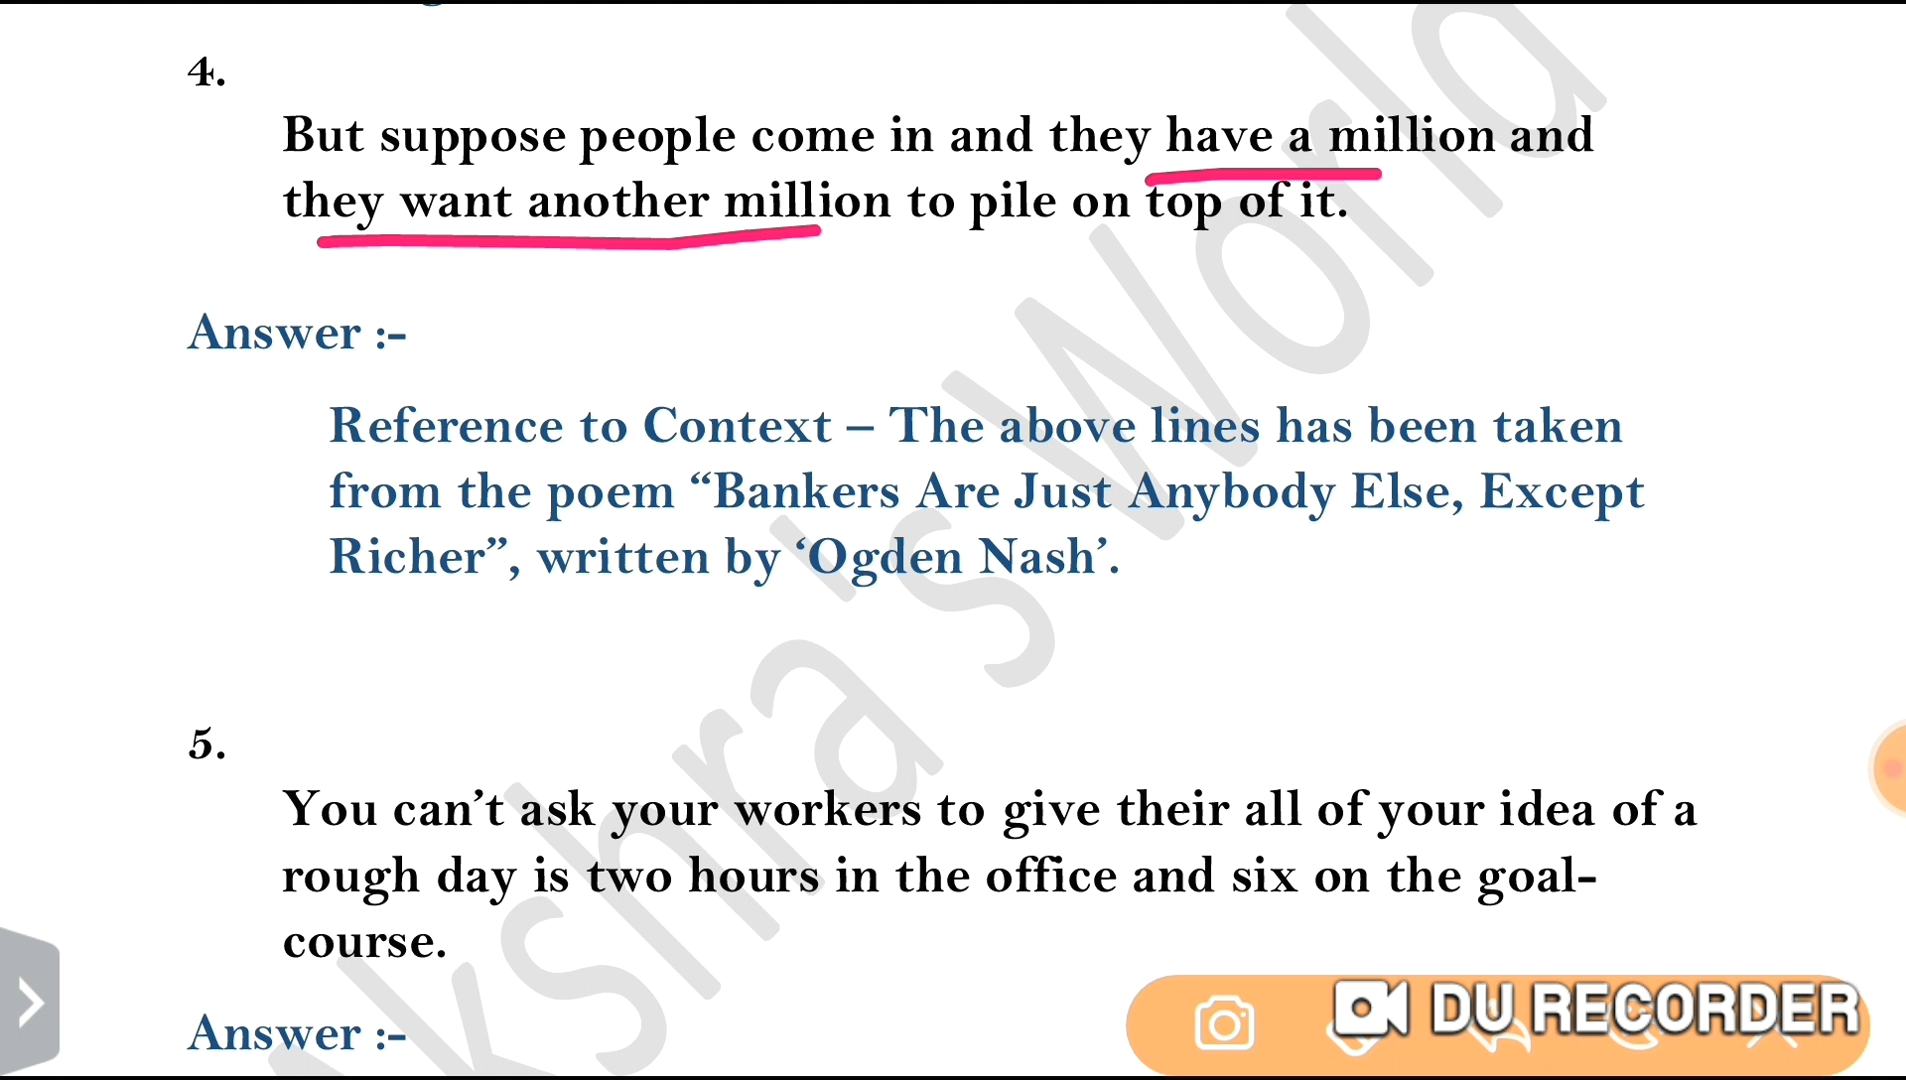 4.
But suppose people come in and they have a million and
they want another million to pile on top of it.
Answer :-
Reference to Context – The above lines has been taken
from the poem “Bankers Are Just Anybody Else, Except
Richer”, written by ‘Ogden Nash’.
5.
You can’t ask your workers to give their all of your idea of a
rough day is two hours in the office and six on the goal-
course.
Answer :-
Akshra's World
DU RECORDER